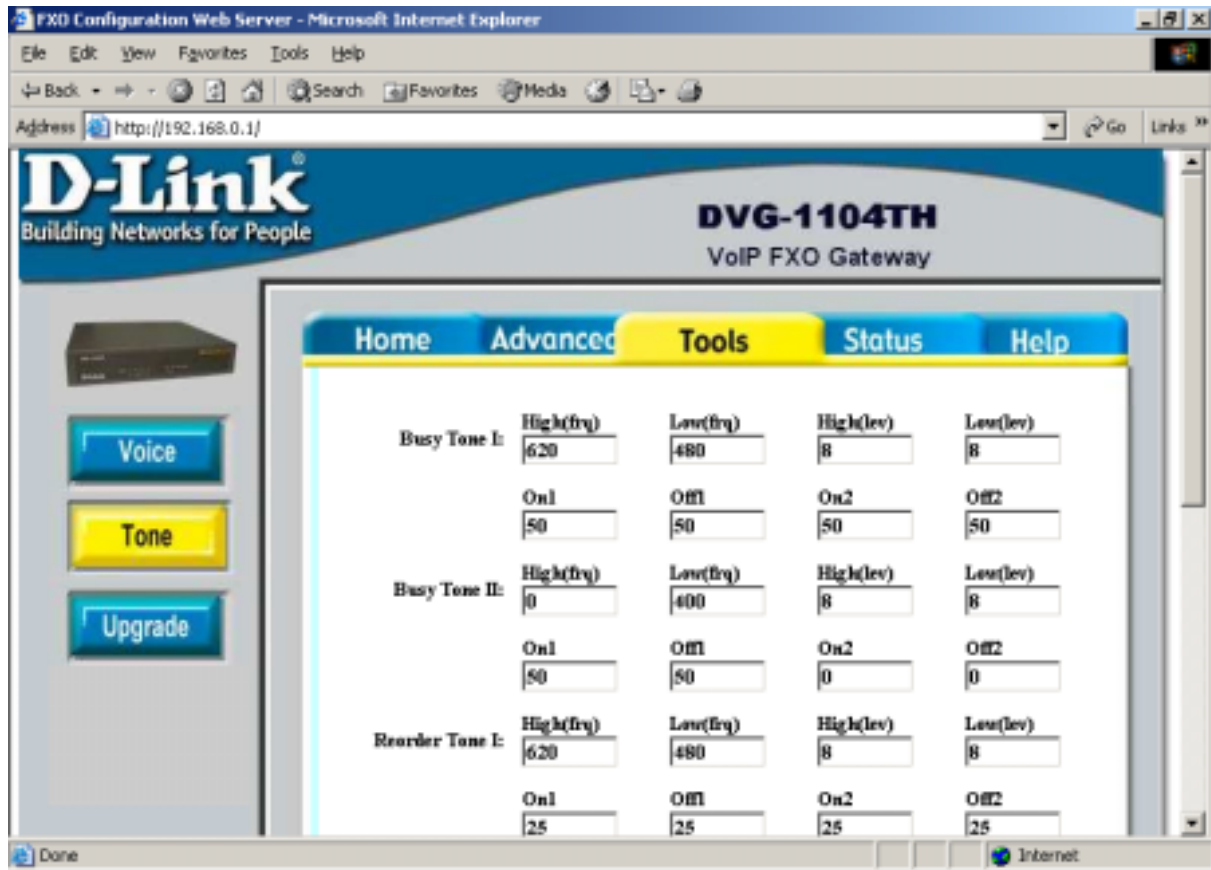 FXO Configuration Web Server - Microsoft Internet Explorer
File Edit View Favorites Tools Help
Back Search Favorites Media
Address http://192.168.0.1/ Go Links »
D-Link®
Building Networks for People
DVG-1104TH
VoIP FXO Gateway
Home Advanced Tools Status Help
Voice
Tone
Upgrade
High(frq) Low(frq) High(lev) Low(lev)
Busy Tone I: 620 480 8 8
On1 Off1 On2 Off2
50 50 50 50
High(frq) Low(frq) High(lev) Low(lev)
Busy Tone II: 0 400 8 8
On1 Off1 On2 Off2
50 50 0 0
High(frq) Low(frq) High(lev) Low(lev)
Reorder Tone I: 620 480 8 8
On1 Off1 On2 Off2
25 25 25 25
Done Internet